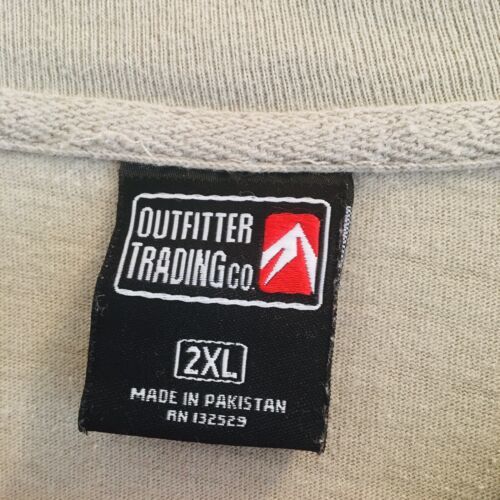 OUTFITTER
TRADING CO.
2XL
MADE IN PAKISTAN
RN 132529